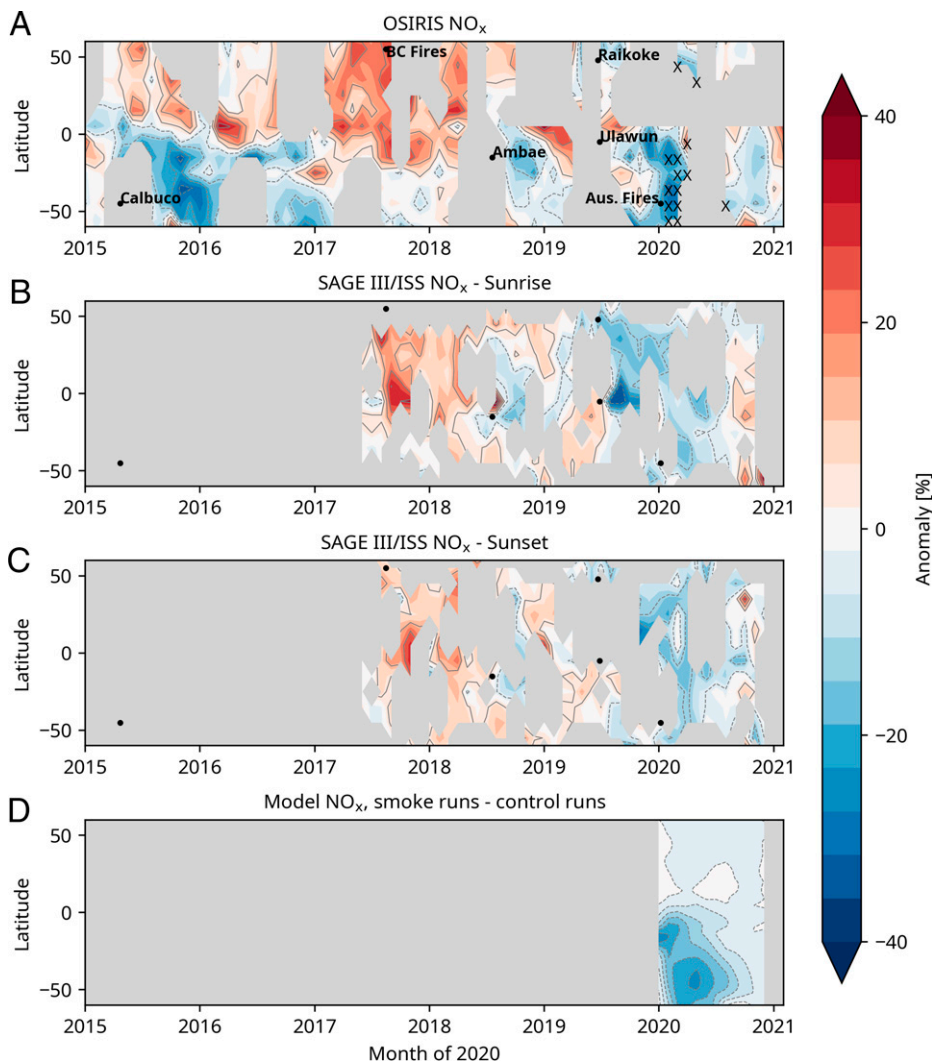 A
OSIRIS NOₓ
50
0
−50
Latitude
BC Fires
Raikoke
Ulawun
Ambae
Calbuco
Aus. Fires
X
X
X
X X
X X
X X
X X
X X
X
2015 2016 2017 2018 2019 2020 2021
B
SAGE III/ISS NOₓ - Sunrise
50
0
−50
Latitude
2015 2016 2017 2018 2019 2020 2021
C
SAGE III/ISS NOₓ - Sunset
50
0
−50
Latitude
2015 2016 2017 2018 2019 2020 2021
D
Model NOₓ, smoke runs - control runs
50
0
−50
Latitude
2015 2016 2017 2018 2019 2020 2021
Month of 2020
40
20
0
−20
−40
Anomaly [%]